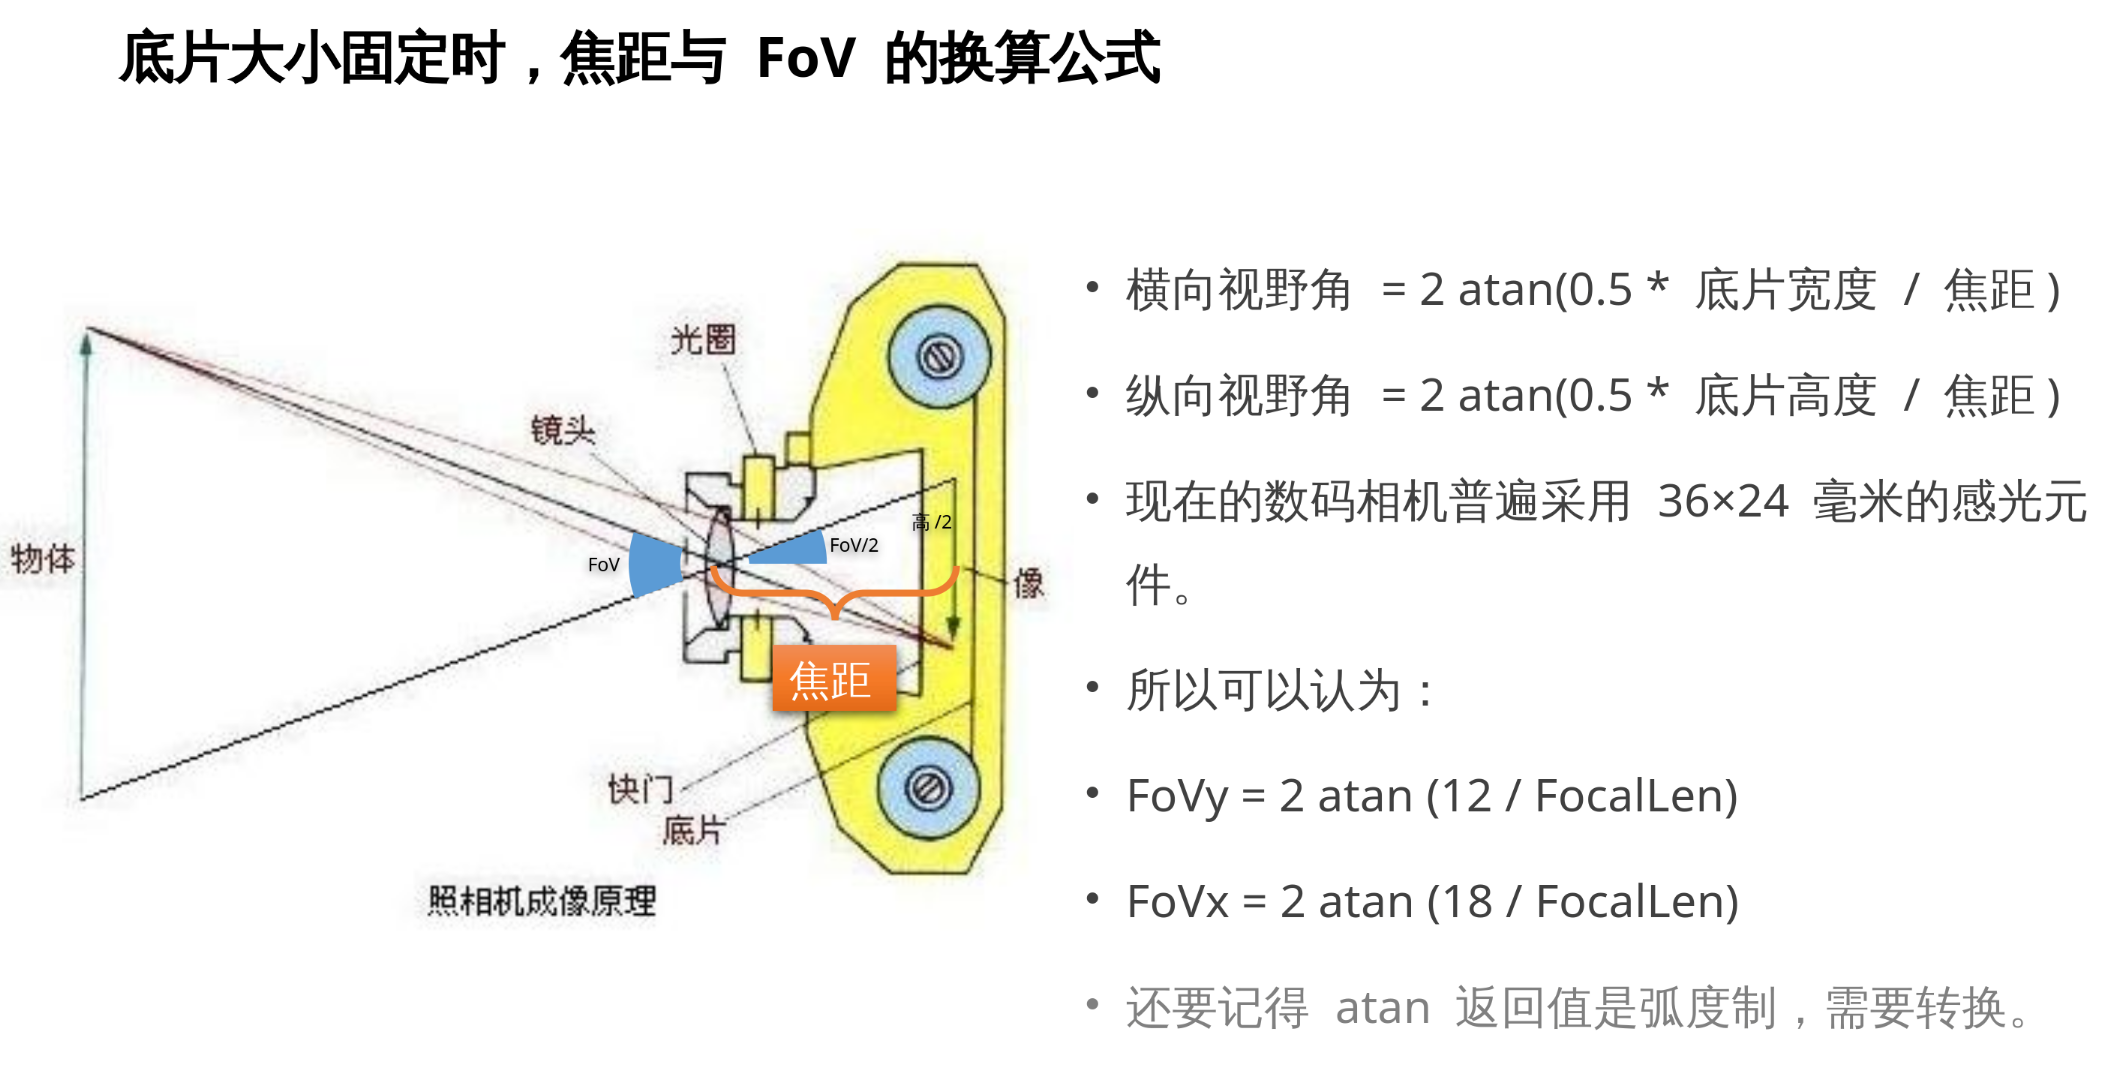 底片大小固定时，焦距与 FoV 的换算公式
光圈
镜头
物体
FoV
FoV/2
高/2
像
焦距
快门
底片
照相机成像原理
• 横向视野角 = 2 atan(0.5 * 底片宽度 / 焦距)
• 纵向视野角 = 2 atan(0.5 * 底片高度 / 焦距)
• 现在的数码相机普遍采用 36×24 毫米的感光元
件。
• 所以可以认为：
• FoVy = 2 atan (12 / FocalLen)
• FoVx = 2 atan (18 / FocalLen)
• 还要记得 atan 返回值是弧度制，需要转换。